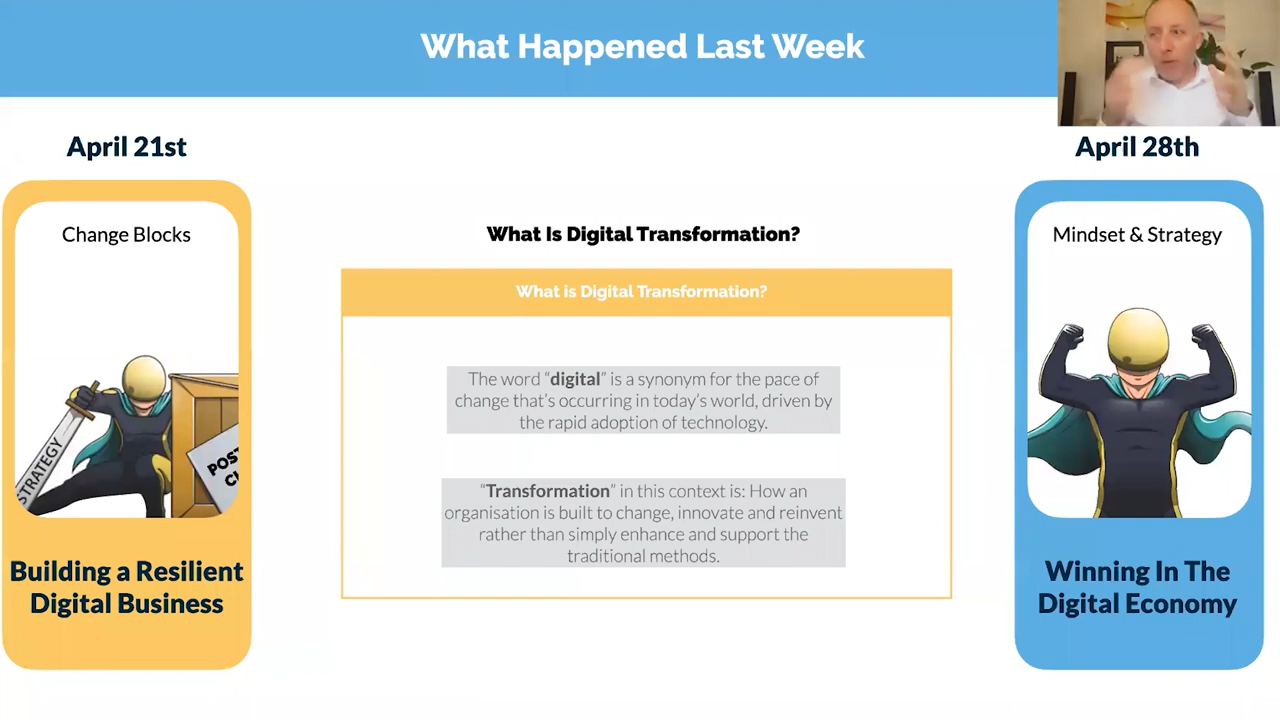 What Happened Last Week
April 21st
Change Blocks
STRATEGY
Building a Resilient
Digital Business
What Is Digital Transformation?
What is Digital Transformation?
The word “digital” is a synonym for the pace of
change that’s occurring in today’s world, driven by
the rapid adoption of technology.
“Transformation” in this context is: How an
organisation is built to change, innovate and reinvent
rather than simply enhance and support the
traditional methods.
April 28th
Mindset & Strategy
Winning In The
Digital Economy